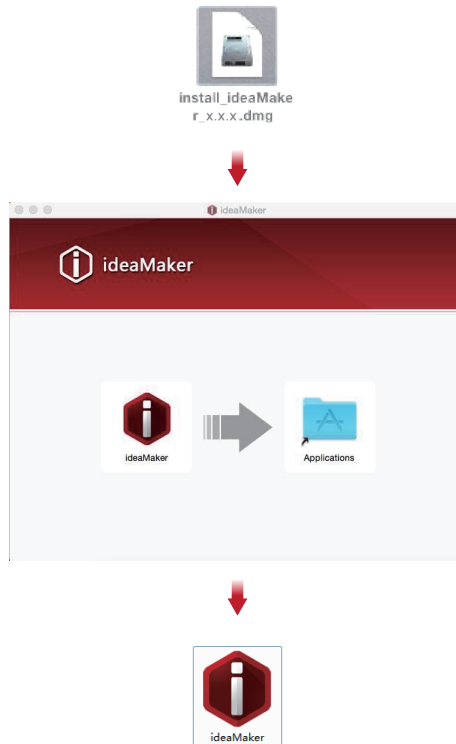 install_ideaMake
r_x.x.x.dmg
ideaMaker
ideaMaker
ideaMaker
Applications
ideaMaker